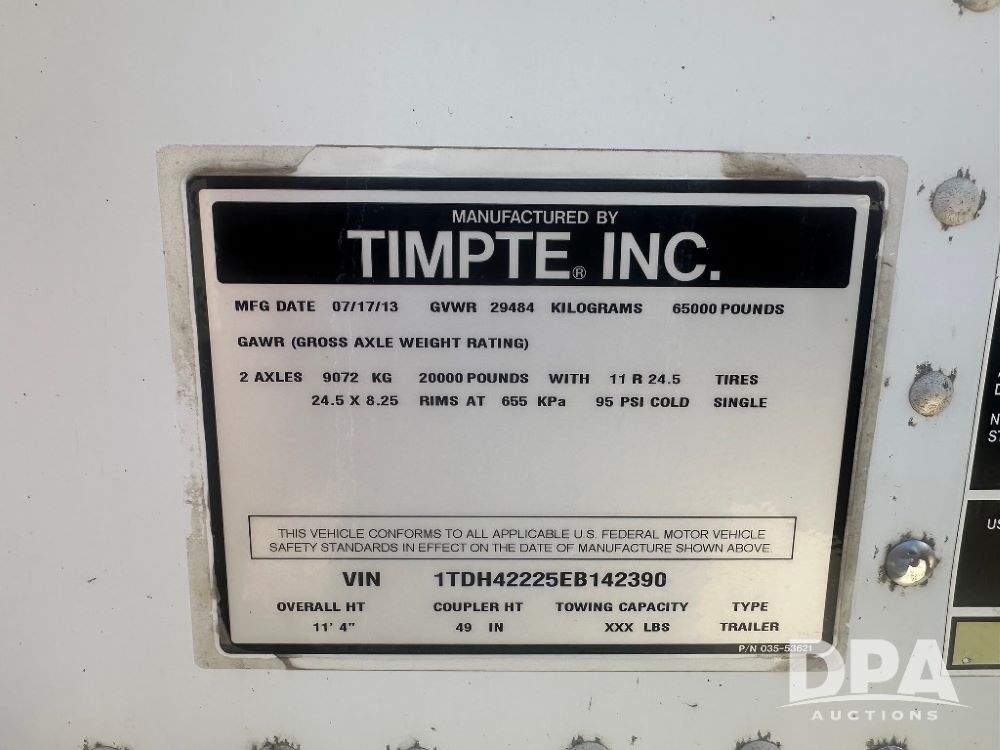 MANUFACTURED BY
TIMPTE® INC.
MFG DATE 07/17/13 GVWR 29484 KILOGRAMS 65000 POUNDS
GAWR (GROSS AXLE WEIGHT RATING)
2 AXLES 9072 KG 20000 POUNDS WITH 11 R 24.5 TIRES
24.5 X 8.25 RIMS AT 655 KPa 95 PSI COLD SINGLE
THIS VEHICLE CONFORMS TO ALL APPLICABLE U.S. FEDERAL MOTOR VEHICLE
SAFETY STANDARDS IN EFFECT ON THE DATE OF MANUFACTURE SHOWN ABOVE.
VIN 1TDH42225EB142390
OVERALL HT COUPLER HT TOWING CAPACITY TYPE
11' 4" 49 IN XXX LBS TRAILER
P/N 035-53621
DPA
AUCTIONS